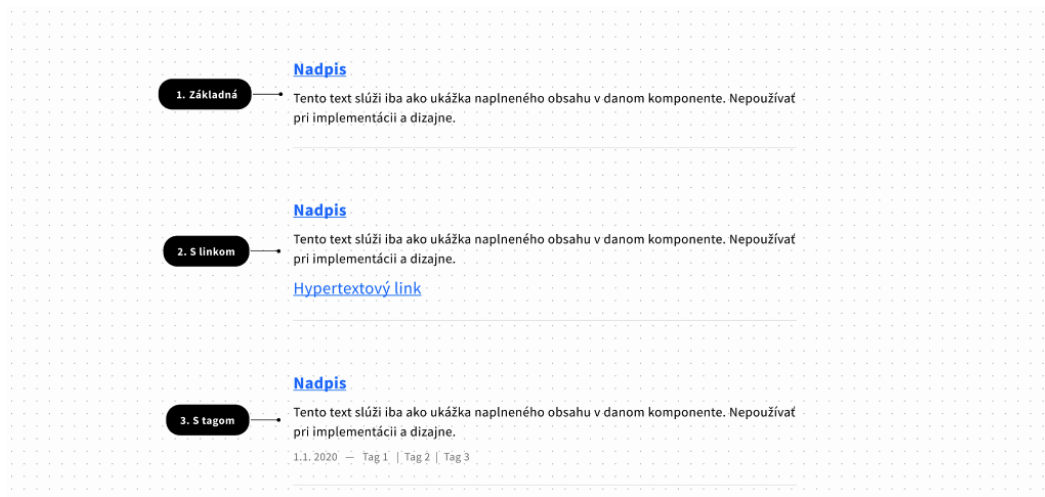 Nadpis
1. Základná
Tento text slúži iba ako ukážka naplneného obsahu v danom komponente. Nepoužívať
pri implementácii a dizajne.
Nadpis
2. S linkom
Tento text slúži iba ako ukážka naplneného obsahu v danom komponente. Nepoužívať
pri implementácii a dizajne.
Hypertextový link
Nadpis
3. S tagom
Tento text slúži iba ako ukážka naplneného obsahu v danom komponente. Nepoužívať
pri implementácii a dizajne.
1.1. 2020 — Tag 1 | Tag 2 | Tag 3